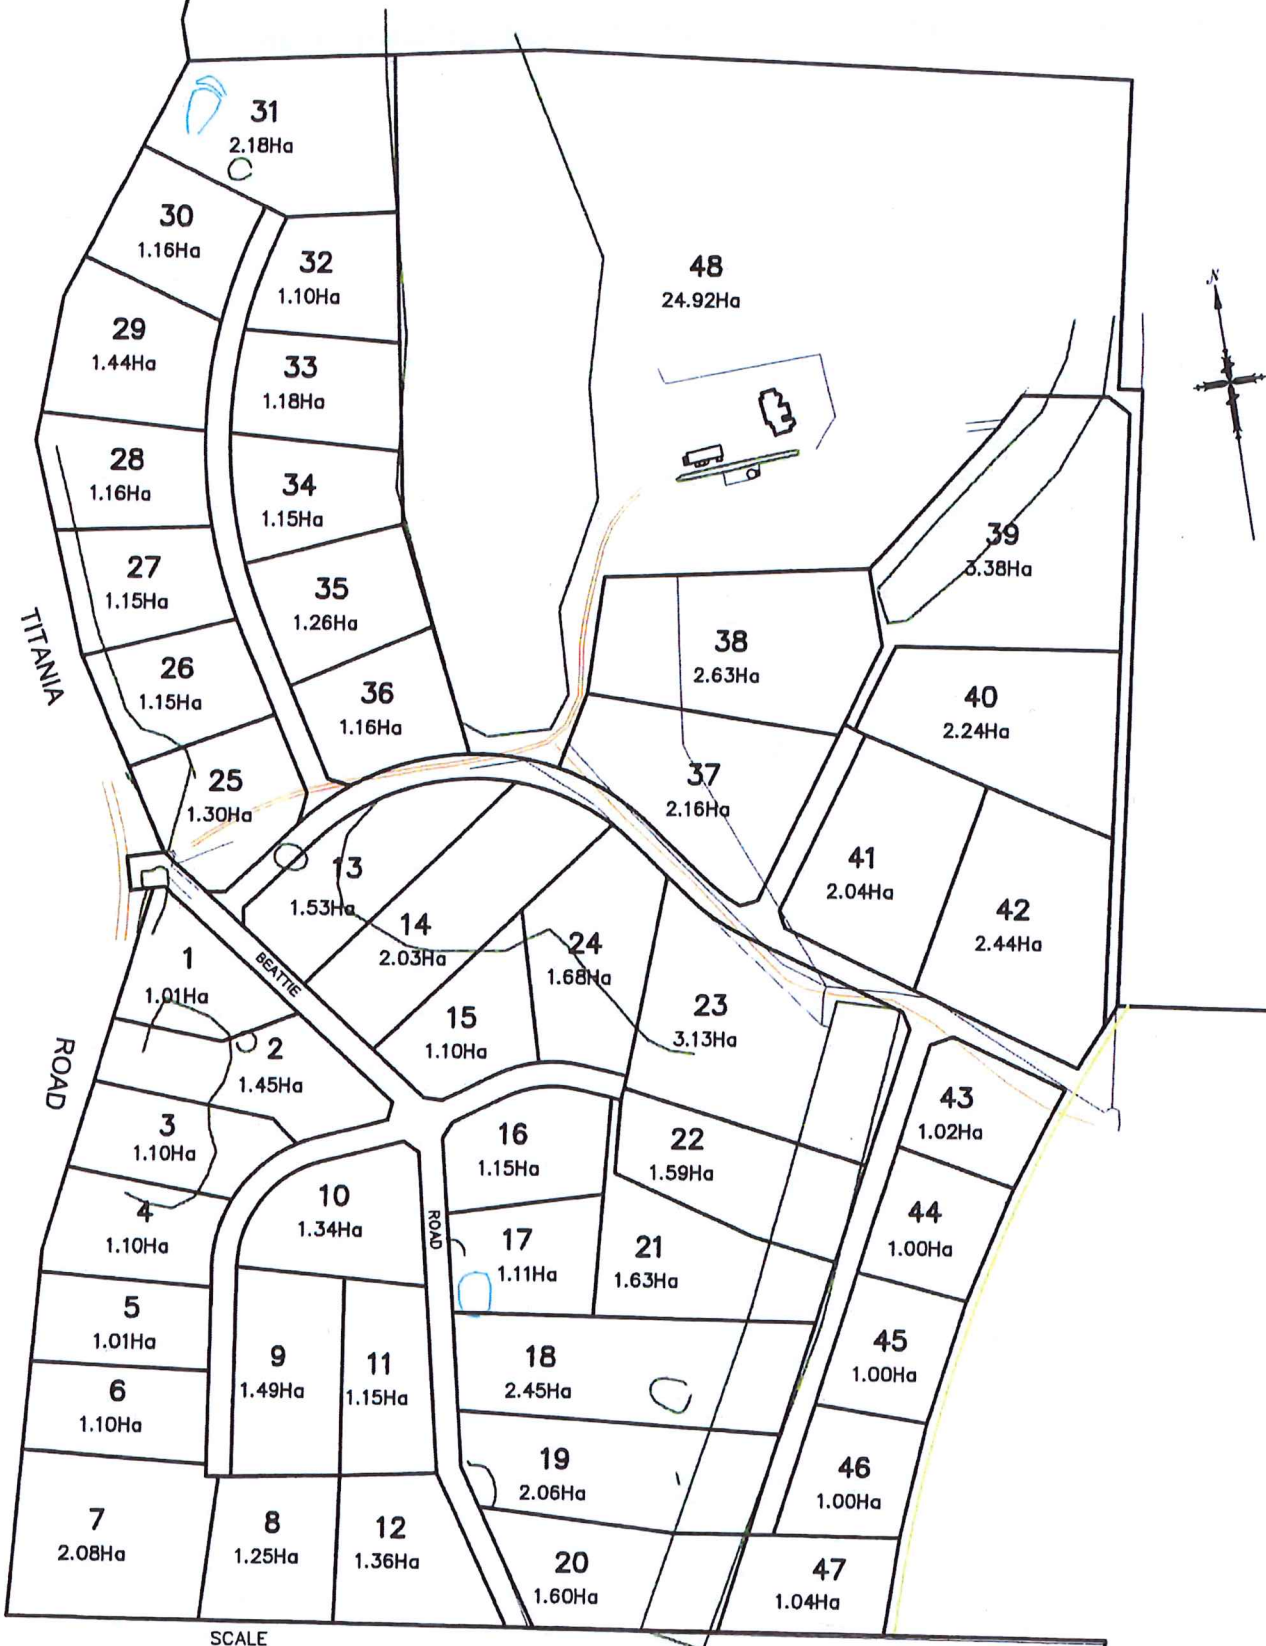 N
31
2.18Ha
30
1.16Ha
32
1.10Ha
48
24.92Ha
29
1.44Ha
33
1.18Ha
28
1.16Ha
34
1.15Ha
39
3.38Ha
27
1.15Ha
35
1.26Ha
38
2.63Ha
TITANIA
26
1.15Ha
36
1.16Ha
40
2.24Ha
25
1.30Ha
37
2.16Ha
13
1.53Ha
41
2.04Ha
14
2.03Ha
42
2.44Ha
24
1.68Ha
1
1.01Ha
BEATTIE
15
1.10Ha
23
3.13Ha
2
1.45Ha
ROAD
43
1.02Ha
3
1.10Ha
16
1.15Ha
22
1.59Ha
10
1.34Ha
4
1.10Ha
ROAD
17
1.11Ha
21
1.63Ha
44
1.00Ha
5
1.01Ha
9
1.49Ha
11
1.15Ha
18
2.45Ha
45
1.00Ha
6
1.10Ha
19
2.06Ha
46
1.00Ha
7
2.08Ha
8
1.25Ha
12
1.36Ha
20
1.60Ha
47
1.04Ha
SCALE